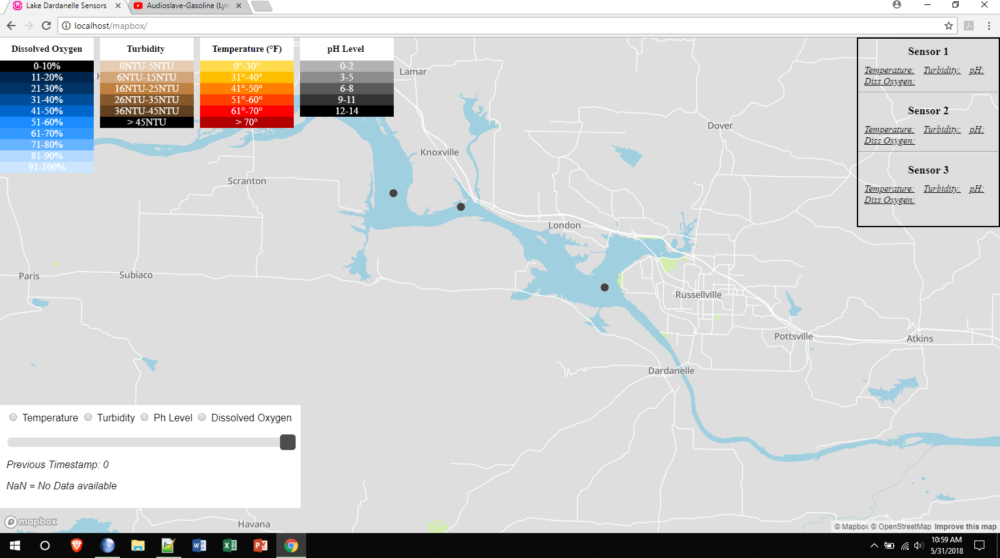 Lake Dardanelle Sensors
Audioslave-Gasoline (Lyri
localhost/mapbox/
Dissolved Oxygen
0-10%
11-20%
21-30%
31-40%
41-50%
51-60%
61-70%
71-80%
81-90%
91-100%
Turbidity
0NTU-5NTU
6NTU-15NTU
16NTU-25NTU
26NTU-35NTU
36NTU-45NTU
> 45NTU
Temperature (°F)
0°-30°
31°-40°
41°-50°
51°-60°
61°-70°
> 70°
pH Level
0-2
3-5
6-8
9-11
12-14
Sensor 1
Temperature: Turbidity: pH:
Diss Oxygen:
Sensor 2
Temperature: Turbidity: pH:
Diss Oxygen:
Sensor 3
Temperature: Turbidity: pH:
Diss Oxygen:
Lamar
Dover
Knoxville
Scranton
London
Paris
Subiaco
Russellville
Pottsville
Atkins
Dardanelle
Havana
Temperature Turbidity Ph Level Dissolved Oxygen
Previous Timestamp: 0
NaN = No Data available
mapbox
© Mapbox © OpenStreetMap Improve this map
10:59 AM
5/31/2018